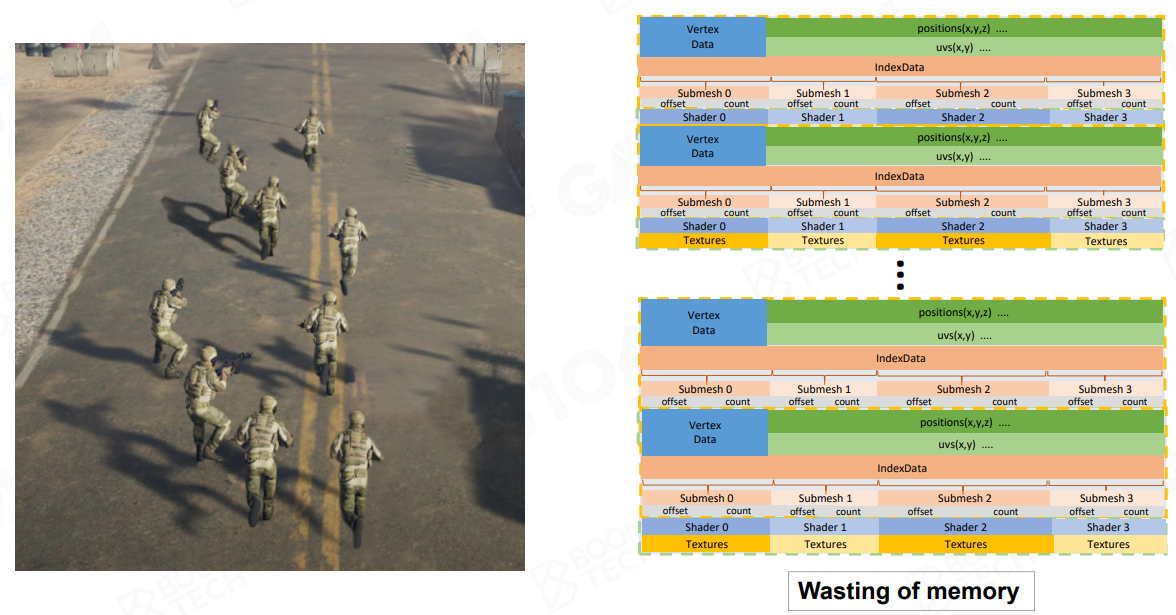 Vertex
Data
positions(x,y,z) ....
uvs(x,y) ....
IndexData
Submesh 0 Submesh 1 Submesh 2 Submesh 3
offset count offset count offset count offset count
Shader 0 Shader 1 Shader 2 Shader 3
Vertex
Data
positions(x,y,z) ....
uvs(x,y) ....
IndexData
Submesh 0 Submesh 1 Submesh 2 Submesh 3
offset count offset count offset count offset count
Shader 0 Shader 1 Shader 2 Shader 3
Textures Textures Textures Textures
Vertex
Data
positions(x,y,z) ....
uvs(x,y) ....
IndexData
Submesh 0 Submesh 1 Submesh 2 Submesh 3
offset count offset count offset count offset count
Vertex
Data
positions(x,y,z) ....
uvs(x,y) ....
IndexData
Submesh 0 Submesh 1 Submesh 2 Submesh 3
offset count offset count offset count offset count
Shader 0 Shader 1 Shader 2 Shader 3
Textures Textures Textures Textures
Wasting of memory
BOOM
TECH